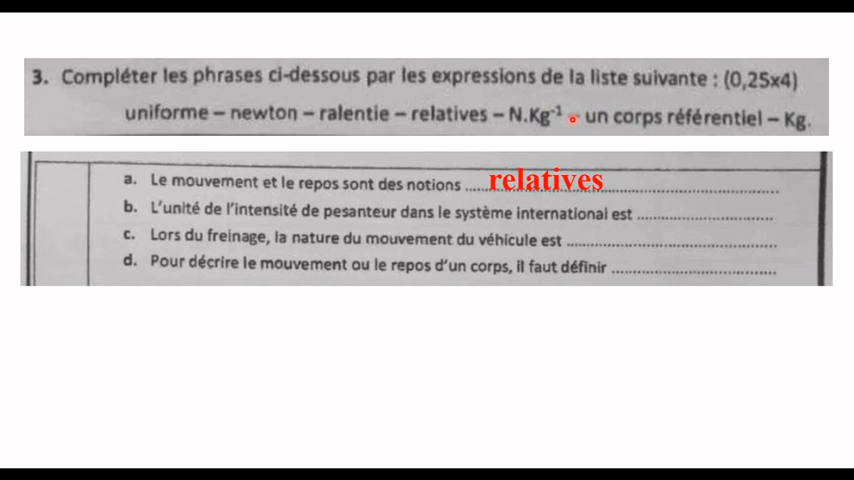 3. Compléter les phrases ci-dessous par les expressions de la liste suivante : (0,25x4)
uniforme – newton – ralentie – relatives – N.Kg⁻¹ – un corps référentiel – Kg.
a. Le mouvement et le repos sont des notions ......relatives......
b. L'unité de l'intensité de pesanteur dans le système international est ......
c. Lors du freinage, la nature du mouvement du véhicule est ......
d. Pour décrire le mouvement ou le repos d'un corps, il faut définir ......